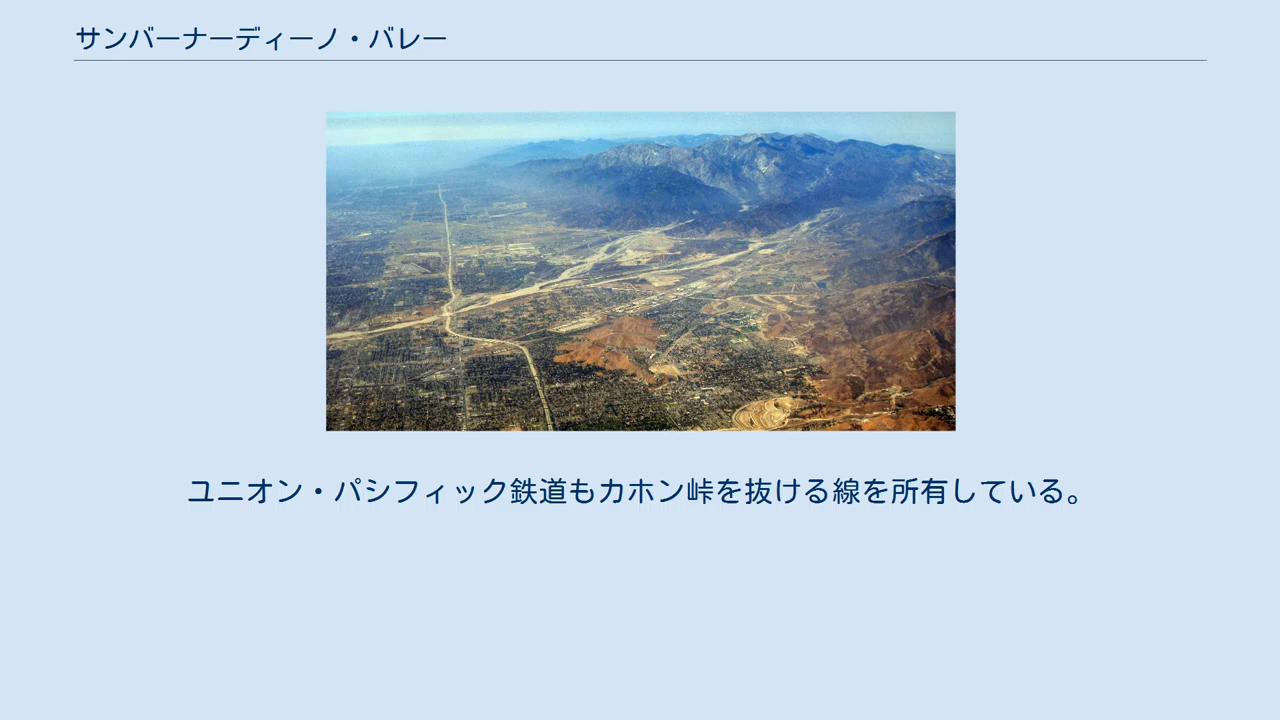 サンバーナーディーノ・バレー
ユニオン・パシフィック鉄道もカホン峠を抜ける線を所有している。